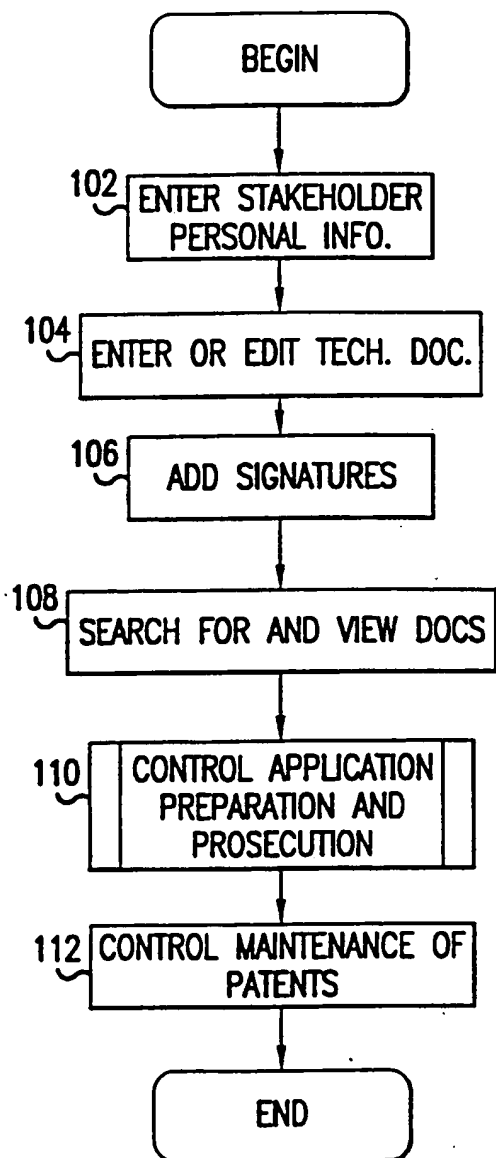 BEGIN
102
ENTER STAKEHOLDER
PERSONAL INFO.
104
ENTER OR EDIT TECH. DOC.
106
ADD SIGNATURES
108
SEARCH FOR AND VIEW DOCS
110
CONTROL APPLICATION
PREPARATION AND
PROSECUTION
112
CONTROL MAINTENANCE OF
PATENTS
END